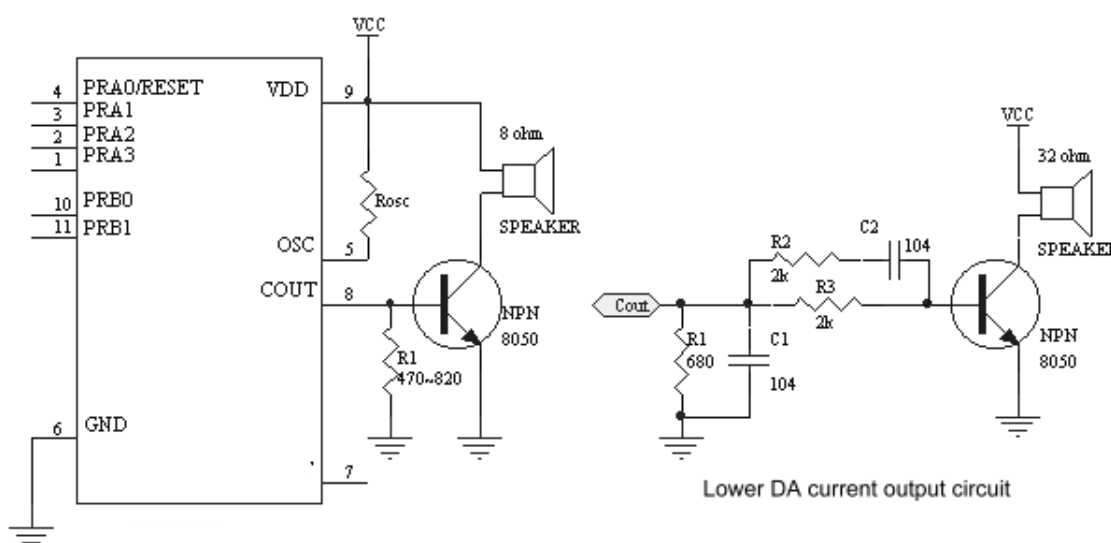 VCC
4 PRA0/RESET
3 PRA1
2 PRA2
1 PRA3
10 PRB0
11 PRB1
6 GND
VDD 9
OSC 5
COUT 8
7
Rosc
8 ohm
SPEAKER
NPN
8050
R1
470~820
VCC
32 ohm
SPEAKER
C2
104
R2
2k
R3
2k
Cout
R1
680
C1
104
NPN
8050
Lower DA current output circuit